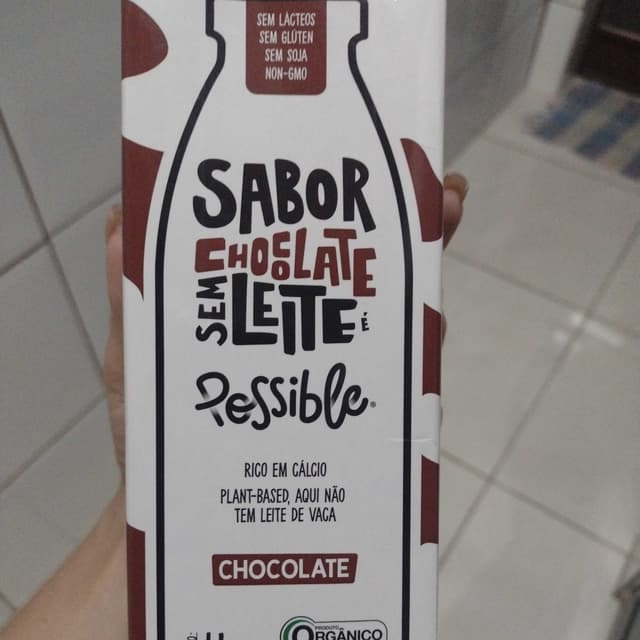 SEM LÁCTEOS
SEM GLÚTEN
SEM SOJA
NON-GMO
SABOR
CHOCOLATE
SEM LEITE É
Possible®
RICO EM CÁLCIO
PLANT-BASED, AQUI NÃO
TEM LEITE DE VACA
CHOCOLATE
PRODUTO
ORGÂNICO